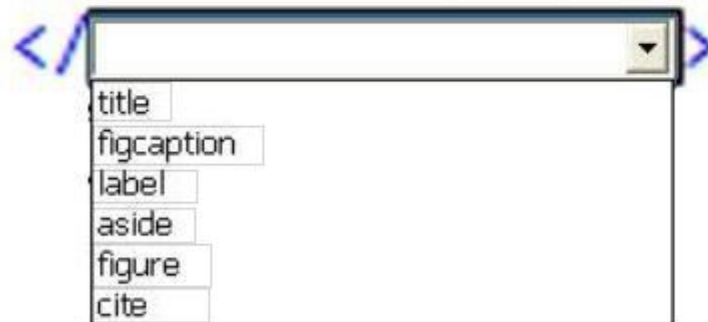 </ >
title
figcaption
label
aside
figure
cite